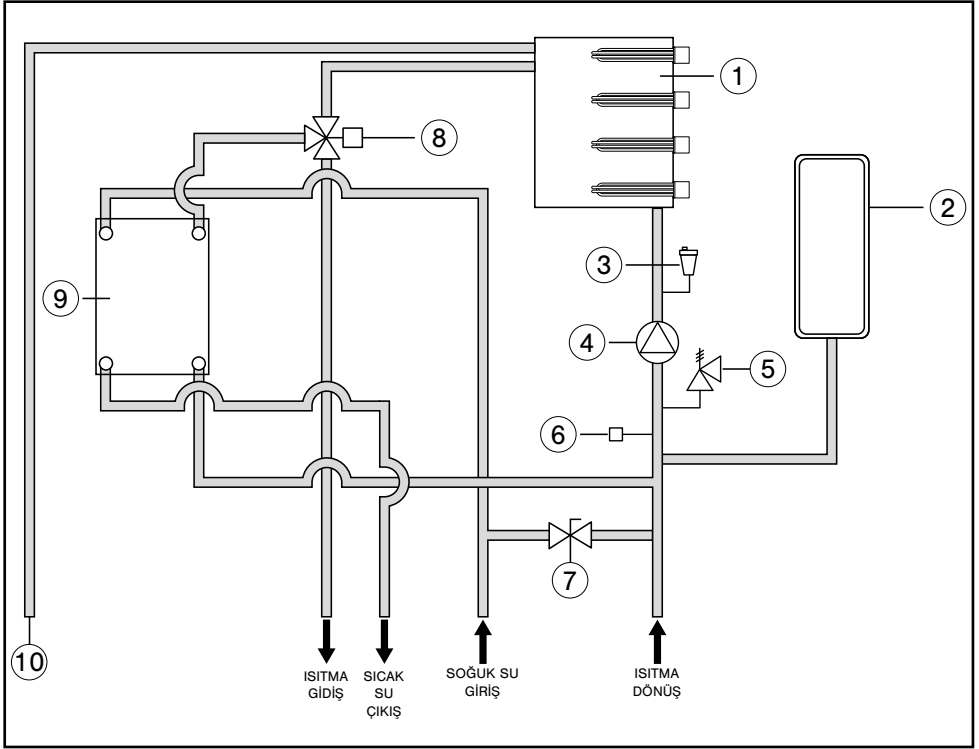 1
8
2
3
9
4
5
6
7
10
ISITMA
GİDİŞ
SICAK
SU
ÇIKIŞ
SOĞUK SU
GİRİŞ
ISITMA
DÖNÜŞ